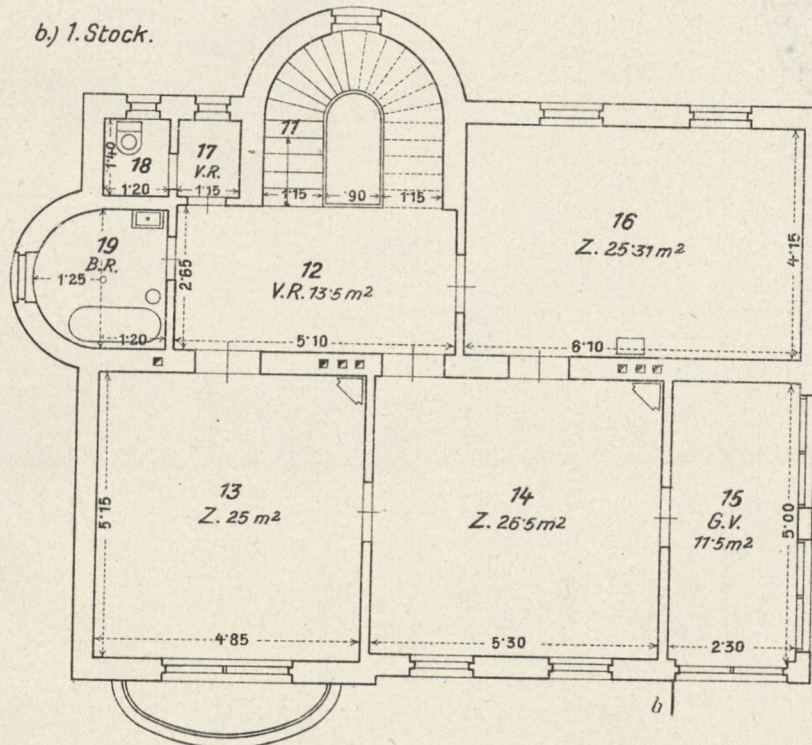 b.) 1. Stock.
11
1·15
·90
1·15
1·40
18
1·20
17
V.R.
1·15
19
B.R.
1·25
1·20
2·65
12
V.R. 13·5 m²
5·10
16
Z. 25·31 m²
4·15
6·10
13
Z. 25 m²
5·15
4·85
14
Z. 26·5 m²
5·30
15
G.V.
11·5 m²
5·00
2·30
b